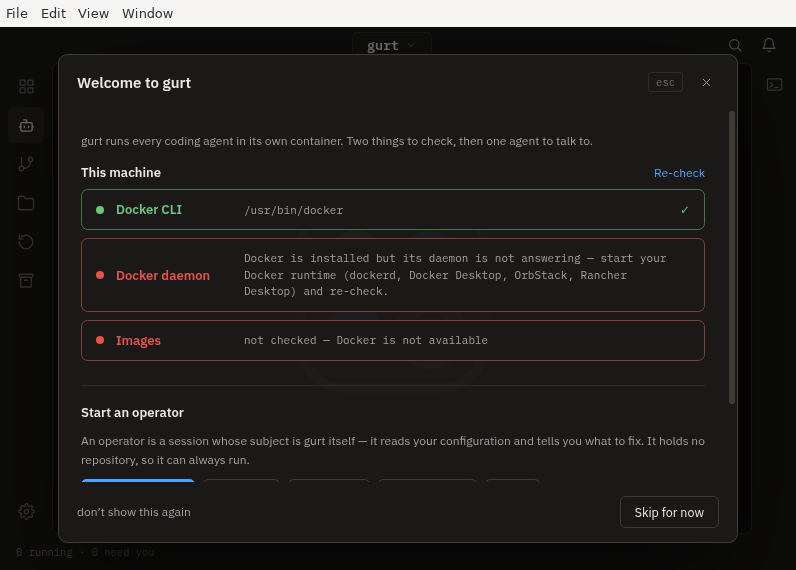 File Edit View Window
gurt
Welcome to gurt
esc
gurt runs every coding agent in its own container. Two things to check, then one agent to talk to.
This machine
Re-check
Docker CLI
/usr/bin/docker
Docker daemon
Docker is installed but its daemon is not answering — start your
Docker runtime (dockerd, Docker Desktop, OrbStack, Rancher
Desktop) and re-check.
Images
not checked — Docker is not available
Start an operator
An operator is a session whose subject is gurt itself — it reads your configuration and tells you what to fix. It holds no
repository, so it can always run.
don't show this again
Skip for now
0 running · 0 need you